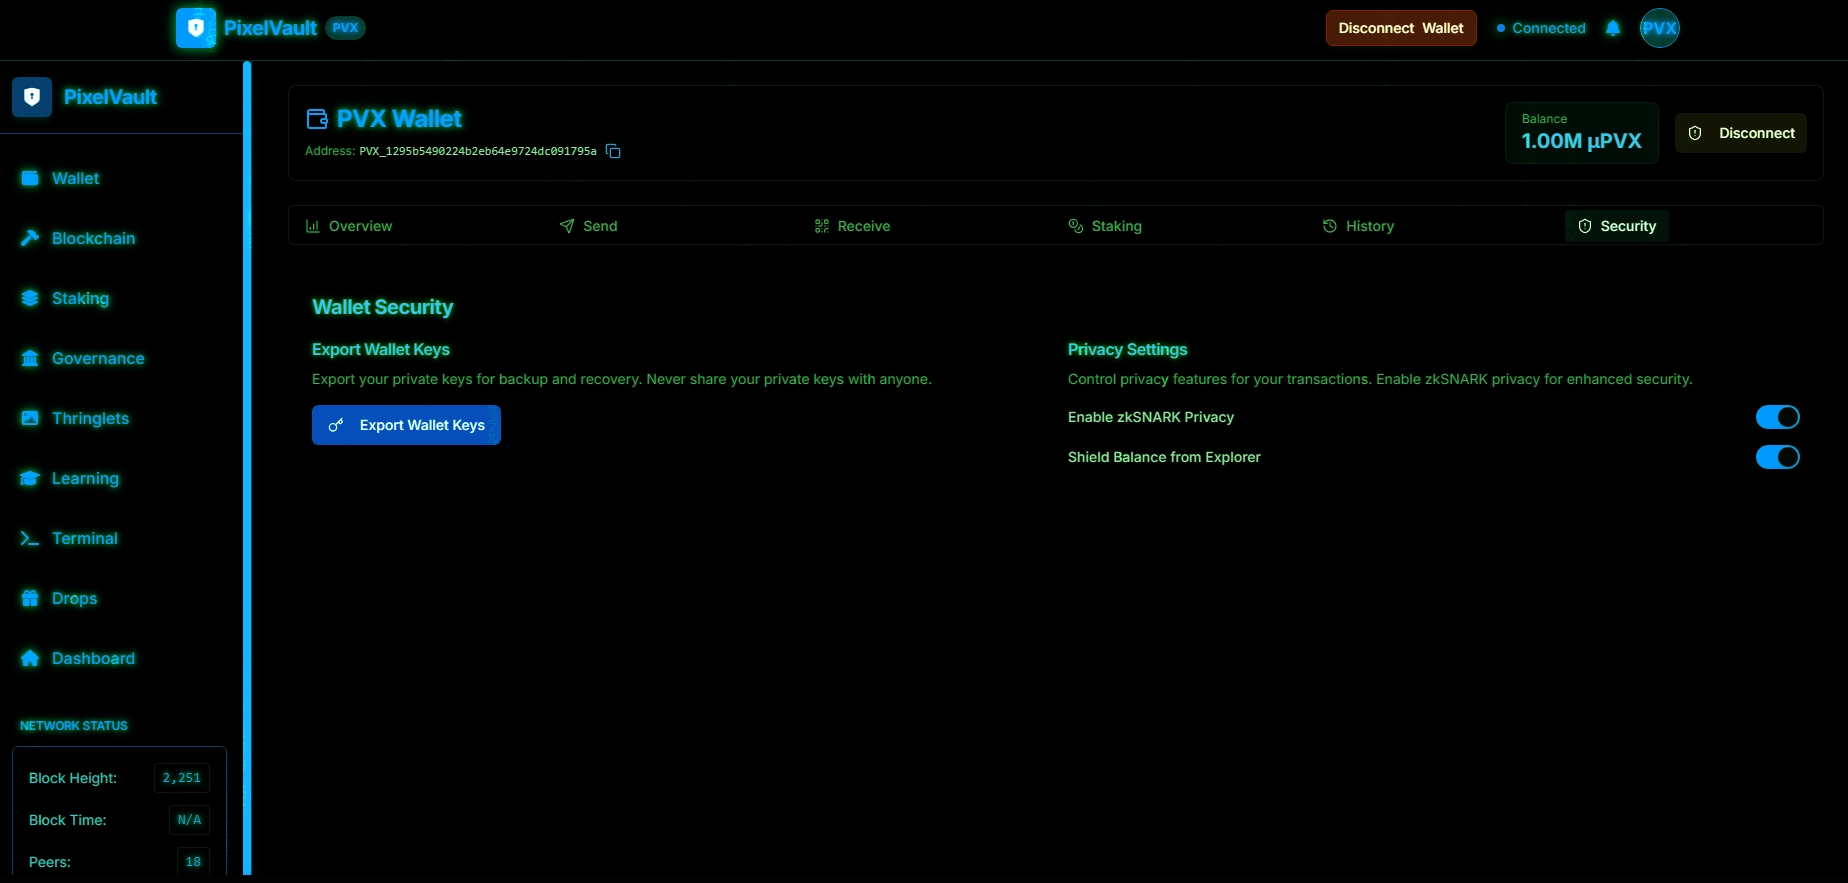 PixelVault PVX
Disconnect Wallet
Connected
PVX
PixelVault
Wallet
Blockchain
Staking
Governance
Thringlets
Learning
Terminal
Drops
Dashboard
NETWORK STATUS
Block Height: 2,251
Block Time: N/A
Peers: 18
PVX Wallet
Address: PVX_1295b5490224b2eb64e9724dc091795a
Balance
1.00M µPVX
Disconnect
Overview
Send
Receive
Staking
History
Security
Wallet Security
Export Wallet Keys
Export your private keys for backup and recovery. Never share your private keys with anyone.
Export Wallet Keys
Privacy Settings
Control privacy features for your transactions. Enable zkSNARK privacy for enhanced security.
Enable zkSNARK Privacy
Shield Balance from Explorer